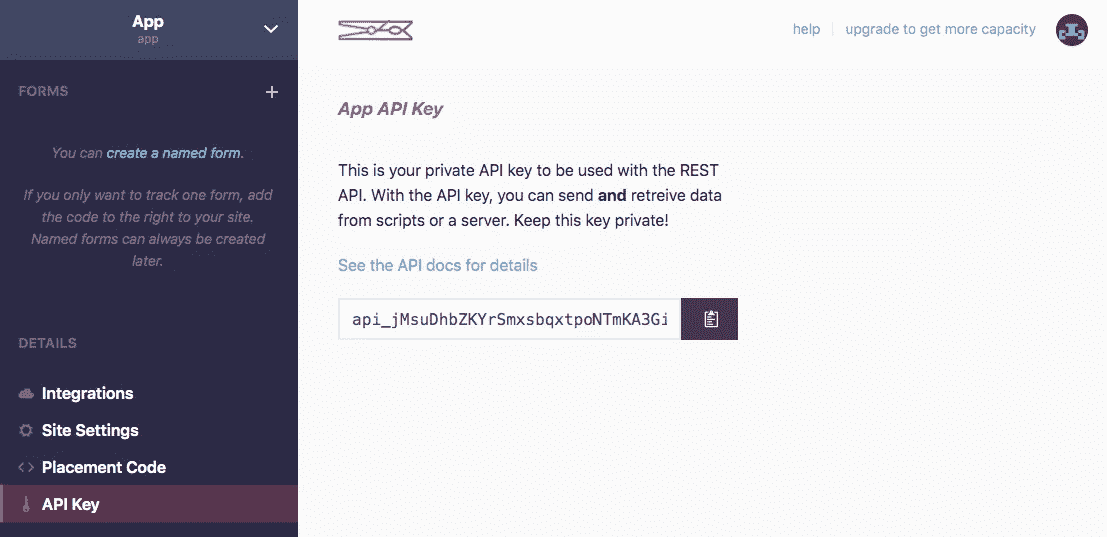 App
app
FORMS
You can create a named form.
If you only want to track one form, add
the code to the right to your site.
Named forms can always be created
later.
DETAILS
Integrations
Site Settings
Placement Code
API Key
help
upgrade to get more capacity
App API Key
This is your private API key to be used with the REST
API. With the API key, you can send and retreive data
from scripts or a server. Keep this key private!
See the API docs for details
api_jMsuDhbZKYrSmxsbqxtpoNTmKA3Gi